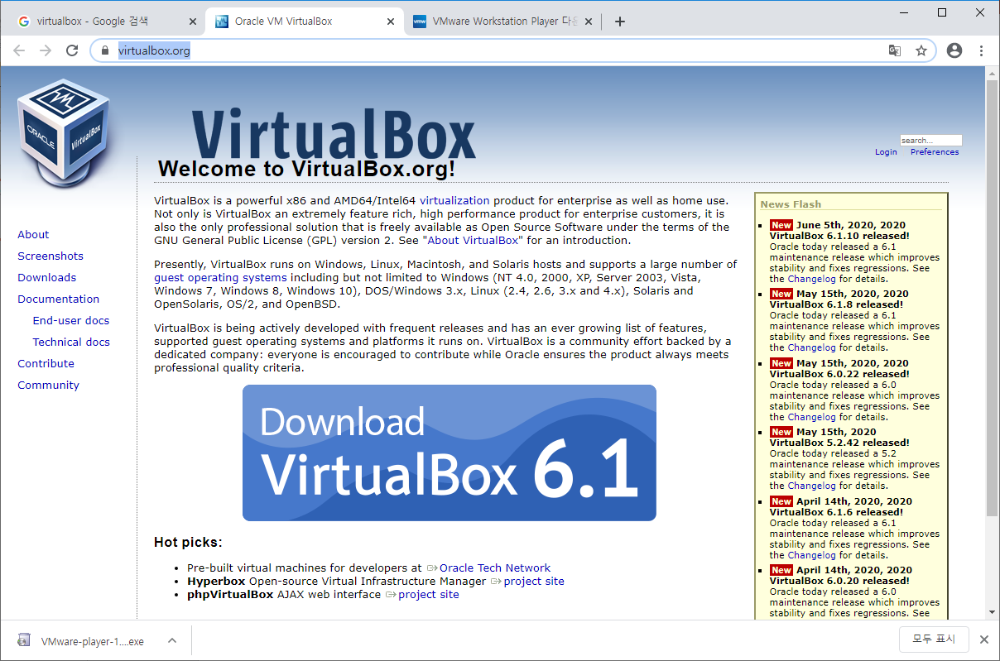 virtualbox - Google 검색
Oracle VM VirtualBox
vmw
VMware Workstation Player 다
virtualbox.org
ORACLE
VirtualBox
VirtualBox
search...
Login Preferences
Welcome to VirtualBox.org!
About
Screenshots
Downloads
Documentation
End-user docs
Technical docs
Contribute
Community
VirtualBox is a powerful x86 and AMD64/Intel64 virtualization product for enterprise as well as home use.
Not only is VirtualBox an extremely feature rich, high performance product for enterprise customers, it is
also the only professional solution that is freely available as Open Source Software under the terms of the
GNU General Public License (GPL) version 2. See "About VirtualBox" for an introduction.
Presently, VirtualBox runs on Windows, Linux, Macintosh, and Solaris hosts and supports a large number of
guest operating systems including but not limited to Windows (NT 4.0, 2000, XP, Server 2003, Vista,
Windows 7, Windows 8, Windows 10), DOS/Windows 3.x, Linux (2.4, 2.6, 3.x and 4.x), Solaris and
OpenSolaris, OS/2, and OpenBSD.
VirtualBox is being actively developed with frequent releases and has an ever growing list of features,
supported guest operating systems and platforms it runs on. VirtualBox is a community effort backed by a
dedicated company: everyone is encouraged to contribute while Oracle ensures the product always meets
professional quality criteria.
Download
VirtualBox 6.1
Hot picks:
Pre-built virtual machines for developers at Oracle Tech Network
Hyperbox Open-source Virtual Infrastructure Manager project site
phpVirtualBox AJAX web interface project site
News Flash
New June 5th, 2020, 2020
VirtualBox 6.1.10 released!
Oracle today released a 6.1
maintenance release which improves
stability and fixes regressions. See
the Changelog for details.
New May 15th, 2020, 2020
VirtualBox 6.1.8 released!
Oracle today released a 6.1
maintenance release which improves
stability and fixes regressions. See
the Changelog for details.
New May 15th, 2020, 2020
VirtualBox 6.0.22 released!
Oracle today released a 6.0
maintenance release which improves
stability and fixes regressions. See
the Changelog for details.
New May 15th, 2020
VirtualBox 5.2.42 released!
Oracle today released a 5.2
maintenance release which improves
stability and fixes regressions. See
the Changelog for details.
New April 14th, 2020, 2020
VirtualBox 6.1.6 released!
Oracle today released a 6.1
maintenance release which improves
stability and fixes regressions. See
the Changelog for details.
New April 14th, 2020, 2020
VirtualBox 6.0.20 released!
Oracle today released a 6.0
maintenance release which improves
stability and fixes regressions. See
VMware-player-1....exe
모두 표시